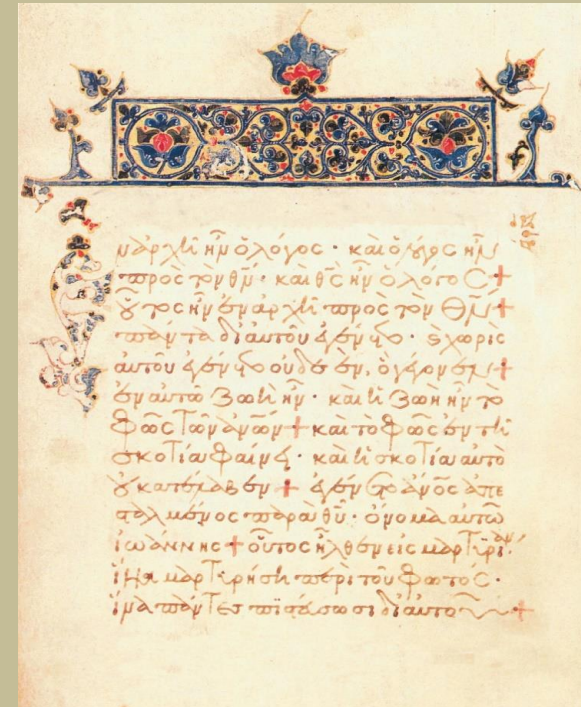 ν ἀρχῆ ἦν ὁ λόγος · καὶ ὁ λόγος ἦν
πρὸς τὸν θν · καὶ θς ἦν ὁ λόγος +
οὗτος ἦν ἐν ἀρχῆ πρὸς τὸν θν +
πάντα δι αὐτοῦ ἐγένετο · καὶ χωρὶς
αὐτοῦ ἐγένετο οὐδὲ ἕν, ὃ γέγονεν +
ἐν αὐτῶ ζωὴ ἦν · καὶ ἡ ζωὴ ἦν τὸ
φῶς τῶν ἀνων + καὶ τὸ φῶς ἐν τῆ
σκοτία φαίνει · καὶ ἡ σκοτία αὐτὸ
οὐ κατέλαβεν + ἐγένετο ἀνος ἀπε
σταλμένος παρὰ θυ · ὄνομα αὐτῶ
ἰωάννης + οὗτος ἦλθεν εἰς μαρτυρίαν ·
ἵνα μαρτυρήση περὶ τοῦ φωτός ·
ἵνα πάντες πιστεύσωσι δι αὐτοῦ +